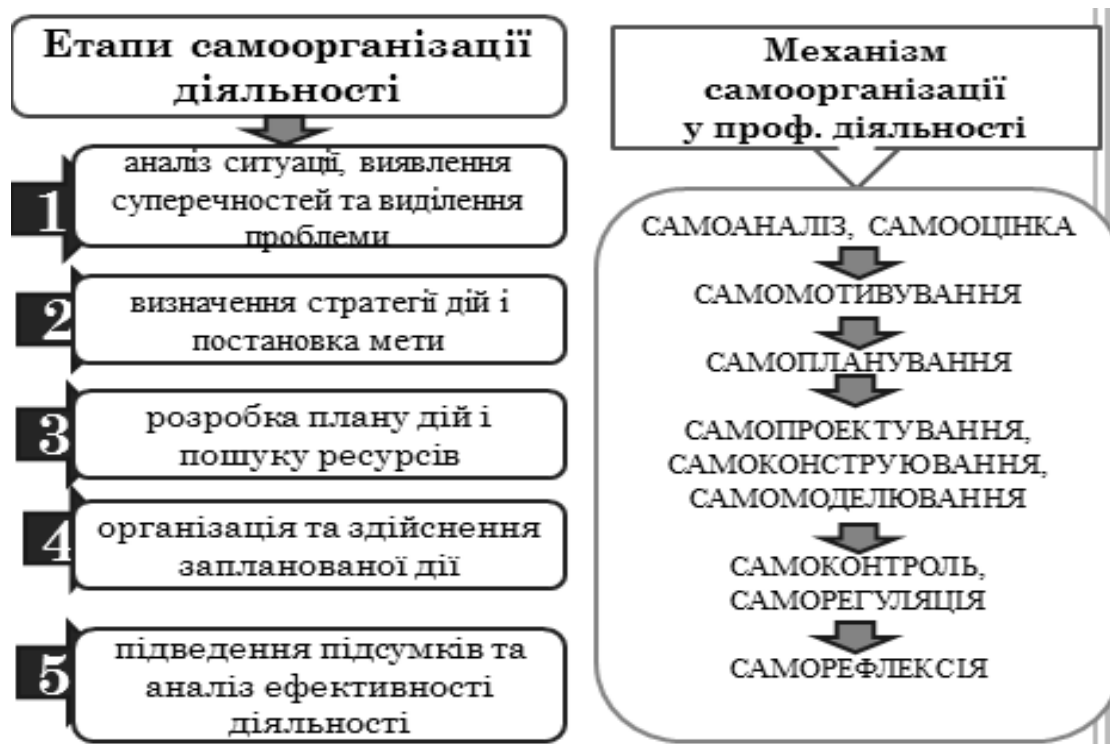 Етапи самоорганізації
діяльності
1
аналіз ситуації, виявлення
суперечностей та виділення
проблеми
2
визначення стратегії дій і
постановка мети
3
розробка плану дій і
пошуку ресурсів
4
організація та здійснення
запланованої дії
5
підведення підсумків та
аналіз ефективності
діяльності
Механізм
самоорганізації
у проф. діяльності
САМОАНАЛІЗ, САМООЦІНКА
САМОМОТИВУВАННЯ
САМОПЛАНУВАННЯ
САМОПРОЕКТУВАННЯ,
САМОКОНСТРУЮВАННЯ,
САМОМОДЕЛЮВАННЯ
САМОКОНТРОЛЬ,
САМОРЕГУЛЯЦІЯ
САМОРЕФЛЕКСІЯ